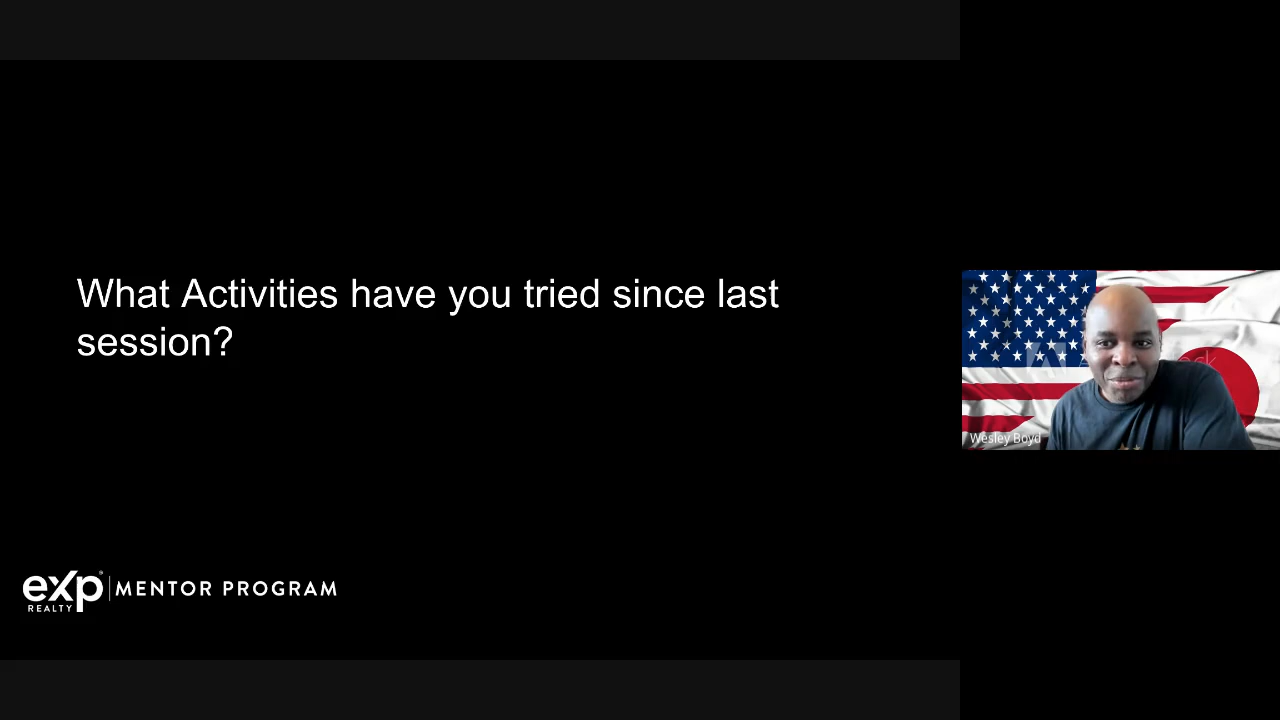 What Activities have you tried since last
session?
Wesley Boyd
eXp®
REALTY
MENTOR PROGRAM